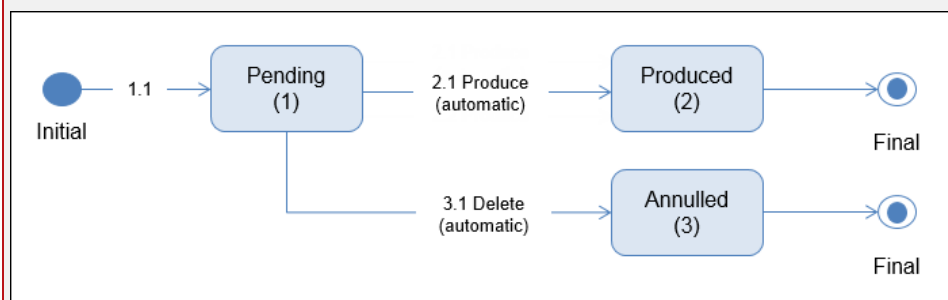 Initial
1.1
Pending
(1)
2.1 Produce
(automatic)
Produced
(2)
Final
3.1 Delete
(automatic)
Annulled
(3)
Final